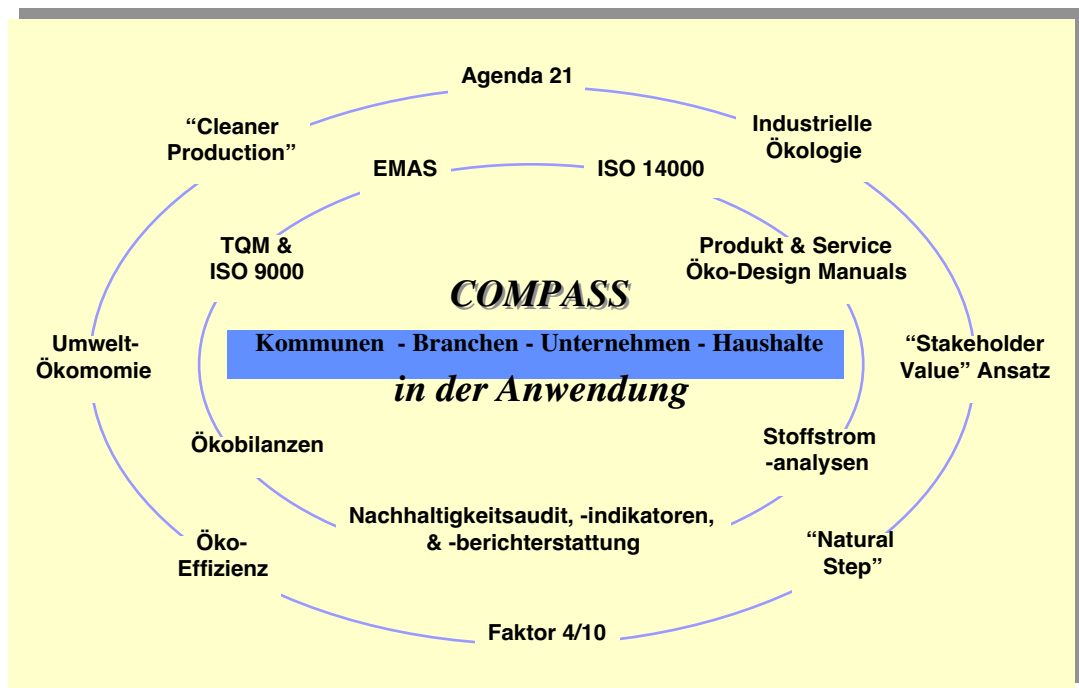 Agenda 21
“Cleaner
Production”
Industrielle
Ökologie
EMAS
ISO 14000
TQM &
ISO 9000
Produkt & Service
Öko-Design Manuals
COMPASS
Kommunen - Branchen - Unternehmen - Haushalte
in der Anwendung
Umwelt-
Ökomomie
“Stakeholder
Value” Ansatz
Ökobilanzen
Stoffstrom
-analysen
Nachhaltigkeitsaudit, -indikatoren,
& -berichterstattung
Öko-
Effizienz
“Natural
Step”
Faktor 4/10